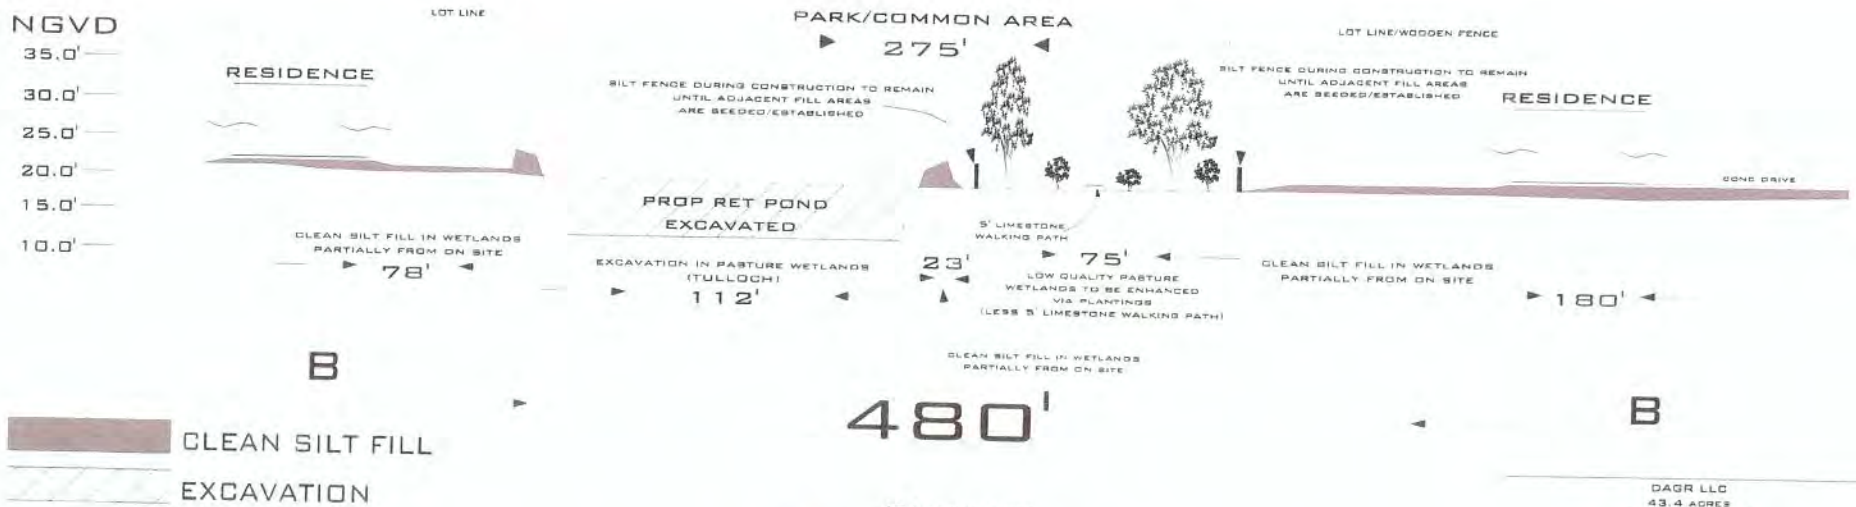 NGVD
35.0'
30.0'
25.0'
20.0'
15.0'
10.0'
LOT LINE
RESIDENCE
PARK/COMMON AREA
275'
SILT FENCE DURING CONSTRUCTION TO REMAIN
UNTIL ADJACENT FILL AREAS
ARE SEEDED/ESTABLISHED
LOT LINE/WOODEN FENCE
SILT FENCE DURING CONSTRUCTION TO REMAIN
UNTIL ADJACENT FILL AREAS
ARE SEEDED/ESTABLISHED
RESIDENCE
CONC DRIVE
PROP RET POND
EXCAVATED
CLEAN SILT FILL IN WETLANDS
PARTIALLY FROM ON SITE
78'
EXCAVATION IN PASTURE WETLANDS
(TULLOCH)
112'
23'
5' LIMESTONE
WALKING PATH
75'
LOW QUALITY PASTURE
WETLANDS TO BE ENHANCED
VIA PLANTINGS
(LESS 5' LIMESTONE WALKING PATH)
CLEAN SILT FILL IN WETLANDS
PARTIALLY FROM ON SITE
180'
CLEAN SILT FILL IN WETLANDS
PARTIALLY FROM ON SITE
B
480'
B
CLEAN SILT FILL
EXCAVATION
DAGR LLC
43.4 ACRES